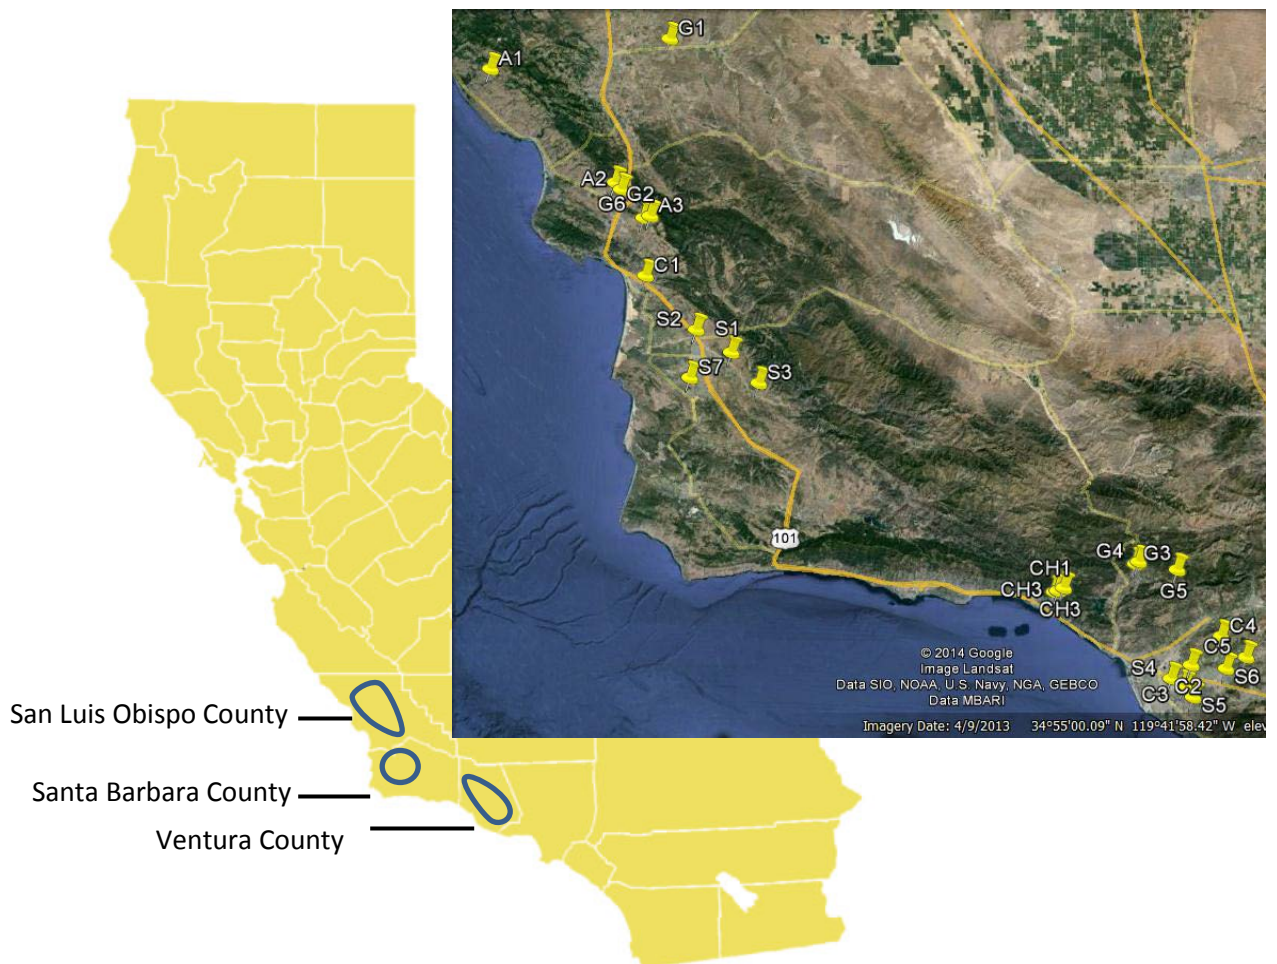 G1
A1
A2
G2
G6
A3
C1
S2
S1
S7
S3
101
G4
G3
CH1
CH3
G5
CH3
C4
C5
S4
S6
C2
C3
S5
© 2014 Google
Image Landsat
Data SIO, NOAA, U.S. Navy, NGA, GEBCO
Data MBARI
Imagery Date: 4/9/2013 34°55'00.09" N 119°41'58.42" W elev
San Luis Obispo County
Santa Barbara County
Ventura County